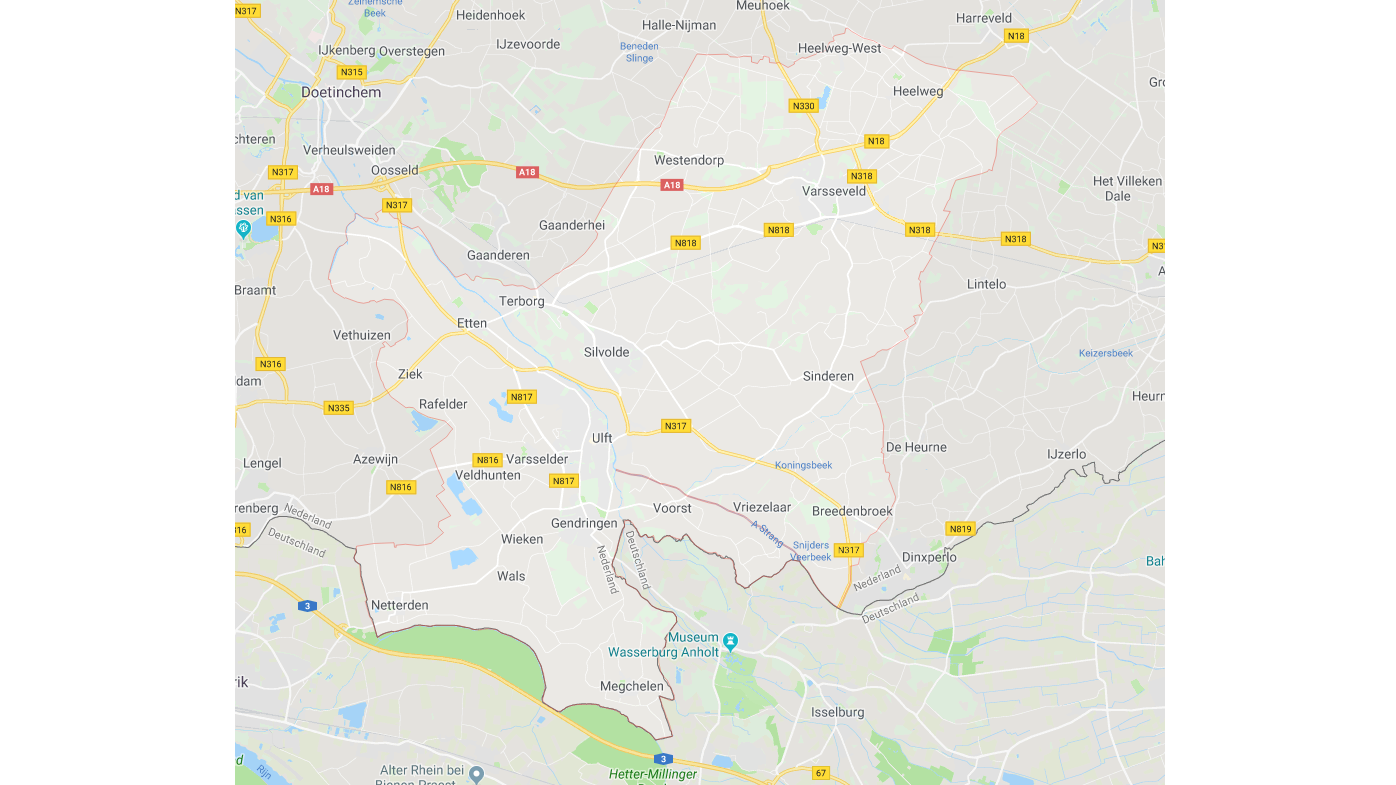 N317
Zelhemsche
Beek
Heidenhoek
Meuhoek
Halle-Nijman
Harreveld
N18
IJkenberg
Overstegen
IJzevoorde
Beneden
Slinge
Heelweg-West
N315
Doetinchem
Heelweg
N330
chteren
Verheulsweiden
N18
Westendorp
Oosseld
N317
A18
A18
A18
N318
Het Villeken
Dale
Varsseveld
d van
ssen
N317
N316
Gaanderhei
N818
N818
N318
N318
Gaanderen
Lintelo
Braamt
Terborg
Etten
Vethuizen
Silvolde
Keizersbeek
N316
Ziek
Sinderen
dam
N817
Rafelder
N335
N317
Ulft
De Heurne
IJzerlo
Lengel
Azewijn
N816
Varsselder
Veldhunten
Koningsbeek
N816
N817
renberg
Nederland
Deutschland
Voorst
Vriezelaar
Breedenbroek
Gendringen
A Strang
N819
316
Wieken
Nederland
Deutschland
Snijders
Veerbeek
N317
Dinxperlo
Bah
Wals
Nederland
Deutschland
3
Netterden
Museum
Wasserburg Anholt
rik
Megchelen
Isselburg
3
Rijn
Alter Rhein bei
Bienen Praest
Hetter-Millinger
67